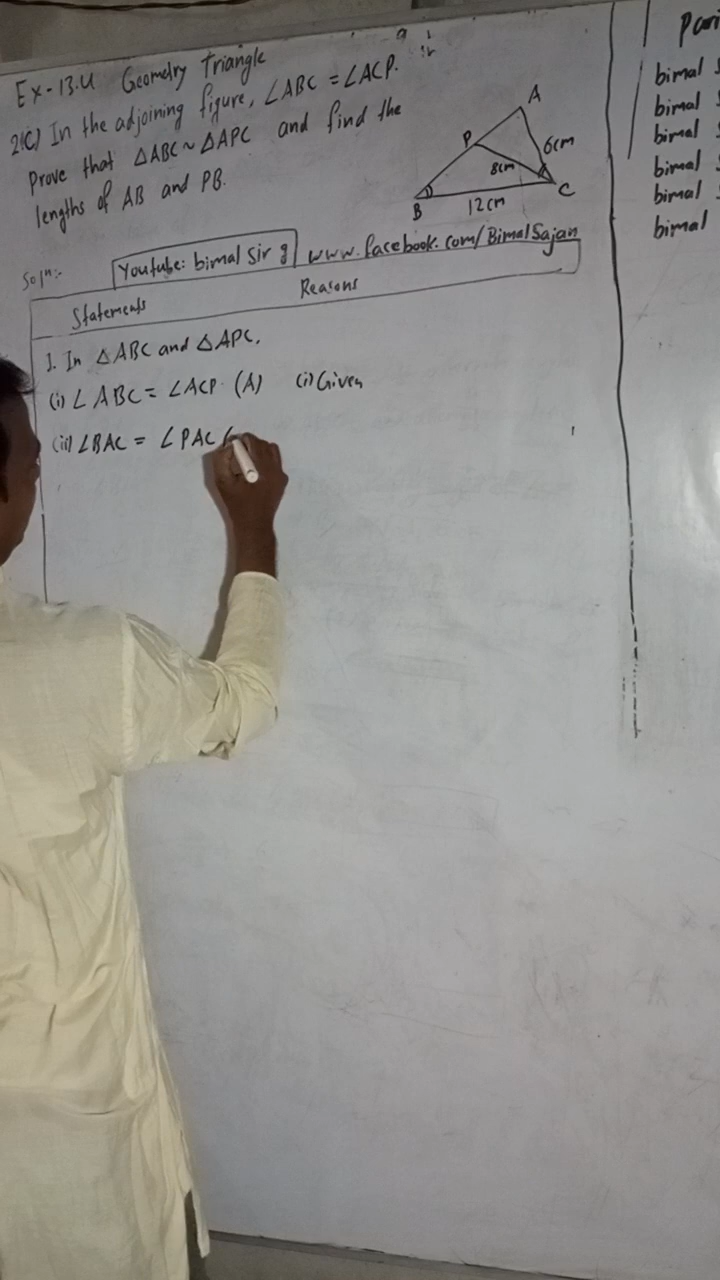 Ex-13.4 Geometry Triangle
2(c) In the adjoining figure, ∠ABC = ∠ACP.
Prove that △ABC ~ △APC and find the
lengths of AB and PB.
A
P
6cm
8cm
B
12cm
C
Solⁿ:-
Youtube: bimal sir g
www.facebook.com/BimalSajan
Statements
Reasons
1. In △ABC and △APC.
(i) ∠ABC = ∠ACP (A)
(i) Given
(ii) ∠BAC = ∠PAC (
bimal
bimal
bimal
bimal
bimal
bimal